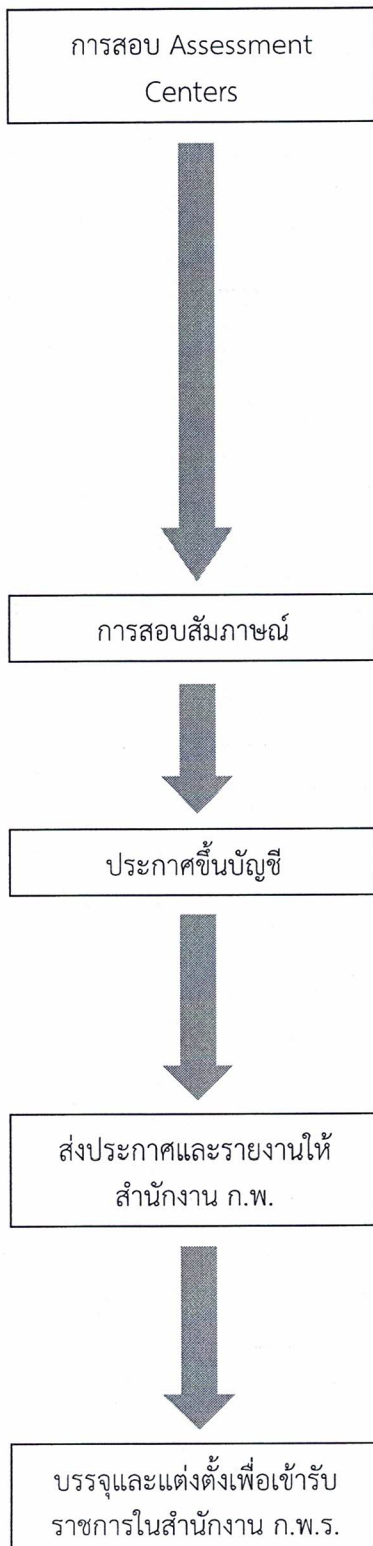 การสอบ Assessment
Centers
การสอบสัมภาษณ์
ประกาศขึ้นบัญชี
ส่งประกาศและรายงานให้
สำนักงาน ก.พ.
บรรจุและแต่งตั้งเพื่อเข้ารับ
ราชการในสำนักงาน ก.พ.ร.